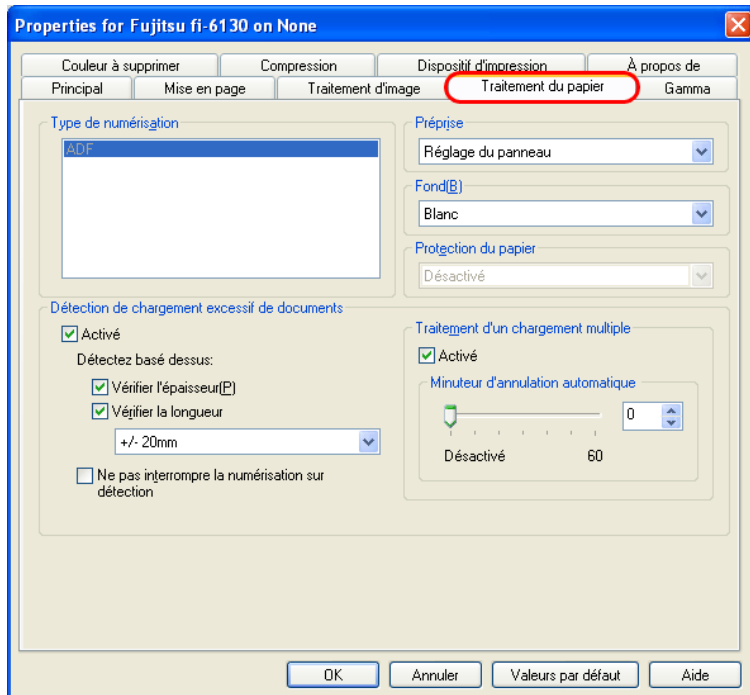 Properties for Fujitsu fi-6130 on None
Couleur à supprimer
Compression
Dispositif d'impression
À propos de
Principal
Mise en page
Traitement d'image
Traitement du papier
Gamma
Type de numérisation
ADF
Préprise
Réglage du panneau
Fond(B)
Blanc
Protection du papier
Désactivé
Détection de chargement excessif de documents
Activé
Détectez basé dessus:
Vérifier l'épaisseur(P)
Vérifier la longueur
+/- 20mm
Ne pas interrompre la numérisation sur
détection
Traitement d'un chargement multiple
Activé
Minuteur d'annulation automatique
0
Désactivé
60
OK
Annuler
Valeurs par défaut
Aide